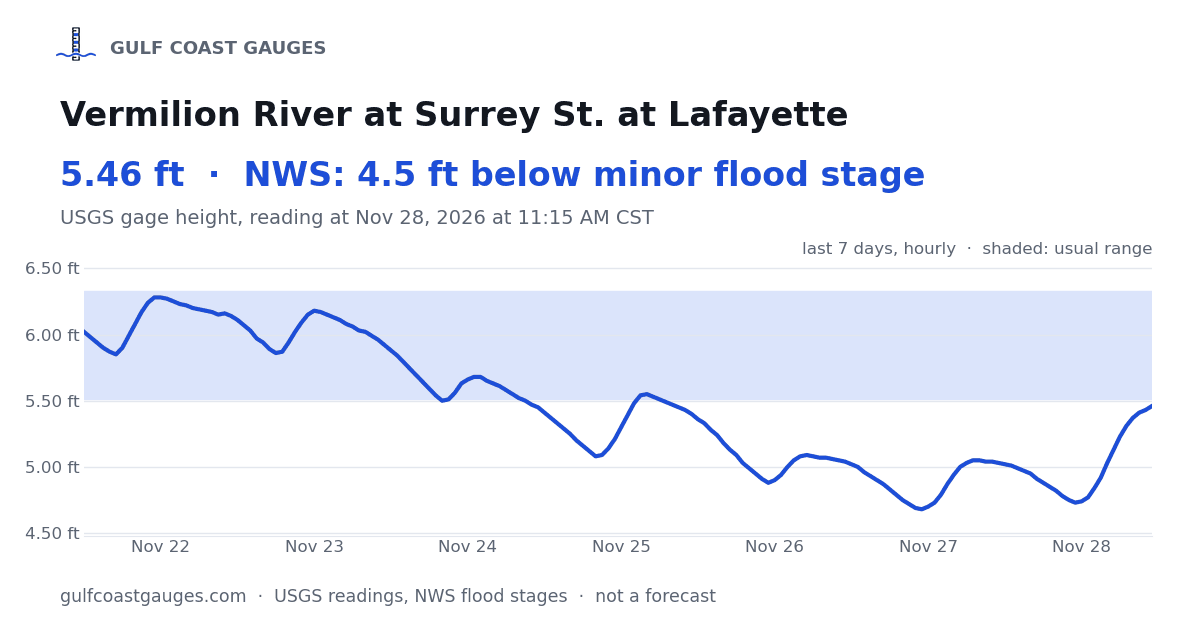 GULF COAST GAUGES
Vermilion River at Surrey St. at Lafayette
5.46 ft · NWS: 4.5 ft below minor flood stage
USGS gage height, reading at Nov 28, 2026 at 11:15 AM CST
last 7 days, hourly · shaded: usual range
6.50 ft
6.00 ft
5.50 ft
5.00 ft
4.50 ft
Nov 22 Nov 23 Nov 24 Nov 25 Nov 26 Nov 27 Nov 28
gulfcoastgauges.com · USGS readings, NWS flood stages · not a forecast